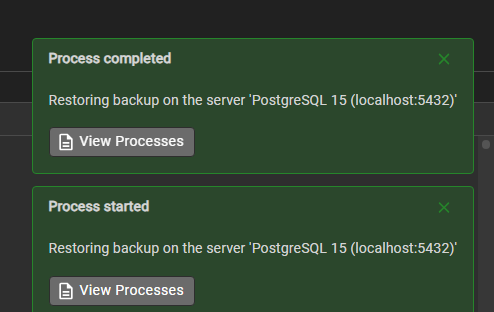 Process completed
Restoring backup on the server 'PostgreSQL 15 (localhost:5432)'
View Processes
Process started
Restoring backup on the server 'PostgreSQL 15 (localhost:5432)'
View Processes